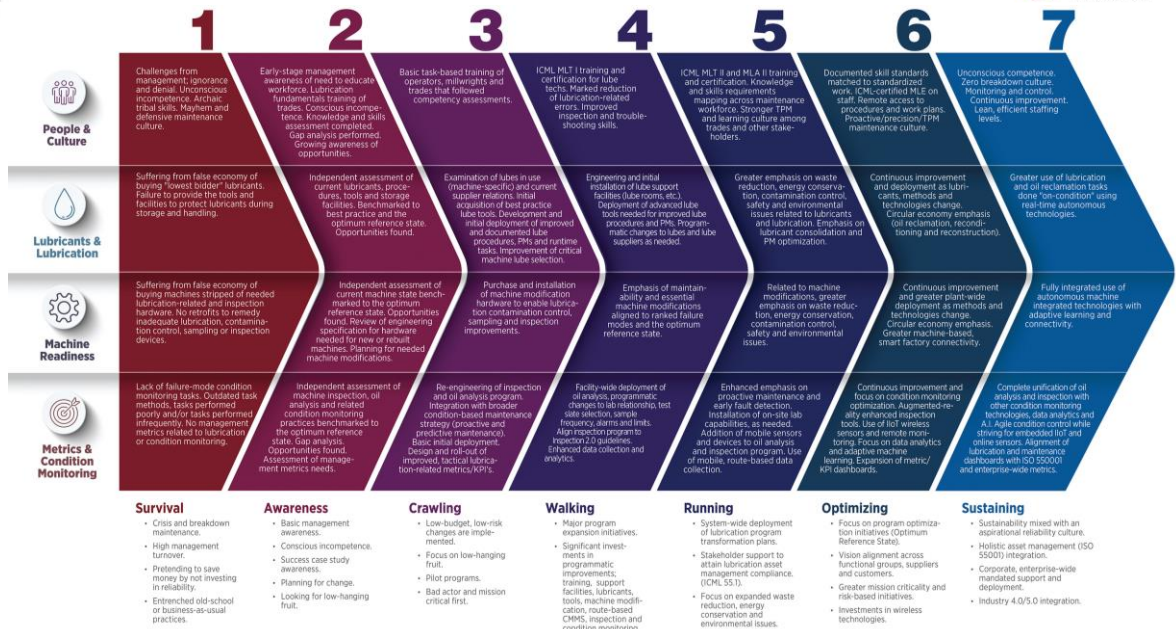 1
2
3
4
5
6
7
People &
Culture
Challenges from
management; ignorance
and denial. Unconscious
incompetence. Archaic
tribal skills. Mayhem and
defensive maintenance
culture.
Early-stage management
awareness of need to educate
workforce. Lubrication
fundamentals training of
trades. Conscious incompe-
tence. Knowledge and skills
assessment completed.
Gap analysis performed.
Growing awareness of
opportunities.
Basic task-based training of
operators, millwrights and
trades that followed
competency assessments.
ICML MLT I training and
certification for lube
techs. Marked reduction
of lubrication-related
errors. Improved
inspection and trouble-
shooting skills.
ICML MLT II and MLA II training
and certification. Knowledge
and skills requirements
mapping across maintenance
workforce. Stronger TPM
and learning culture among
trades and other stake-
holders.
Documented skill standards
matched to standardized
work. ICML-certified MLE on
staff. Remote access to
procedures and work plans.
Proactive/precision/TPM
maintenance culture.
Unconscious competence.
Zero breakdown culture.
Monitoring and control.
Continuous improvement.
Lean, efficient staffing
levels.
Lubricants &
Lubrication
Suffering from false economy of
buying "lowest bidder" lubricants.
Failure to provide the tools and
facilities to protect lubricants during
storage and handling.
Independent assessment of
current lubricants, proce-
dures, tools and storage
facilities. Benchmarked to
best practice and the
optimum reference state.
Opportunities found.
Examination of lubes in use
(machine-specific) and current
supplier relations. Initial
acquisition of best practice
lube tools. Development and
initial deployment of improved
and documented lube
procedures, PMs and runtime
tasks. Improvement of critical
machine lube selection.
Engineering and initial
installation of lube support
facilities (lube rooms, etc.).
Deployment of advanced lube
tools needed for improved lube
procedures and PMs. Program-
matic changes to lubes and lube
suppliers as needed.
Greater emphasis on waste
reduction, energy conserva-
tion, contamination control,
safety and environmental
issues related to lubricants
and lubrication. Emphasis on
lubricant consolidation and
PM optimization.
Continuous improvement
and deployment as lubri-
cants, methods and
technologies change.
Circular economy emphasis
(oil reclamation, recondi-
tioning and reconstruction).
Greater use of lubrication
and oil reclamation tasks
done "on-condition" using
real-time autonomous
technologies.
Machine
Readiness
Suffering from false economy of
buying machines stripped of needed
lubrication-related and inspection
hardware. No retrofits to remedy
inadequate lubrication, contamina-
tion control, sampling or inspection
devices.
Independent assessment of
current machine state bench-
marked to the optimum
reference state. Opportunities
found. Review of engineering
specification for hardware
needed for new or rebuilt
machines. Planning for needed
machine modifications.
Purchase and installation
of machine modification
hardware to enable lubrica-
tion contamination control,
sampling and inspection
improvements.
Emphasis of maintain-
ability and essential
machine modifications
aligned to ranked failure
modes and the optimum
reference state.
Related to machine
modifications, greater
emphasis on waste reduc-
tion, energy conservation,
contamination control,
safety and environmental
issues.
Continuous improvement
and greater plant-wide
deployment as methods and
technologies change.
Circular economy emphasis.
Greater machine-based,
smart factory connectivity.
Fully integrated use of
autonomous machine
integrated technologies with
adaptive learning and
connectivity.
Metrics &
Condition
Monitoring
Lack of failure-mode condition
monitoring tasks. Outdated task
methods, tasks performed
poorly and/or tasks performed
infrequently. No management
metrics related to lubrication
or condition monitoring.
Independent assessment of
machine inspection, oil
analysis and related
condition monitoring
practices benchmarked to
the optimum reference
state. Gap analysis.
Opportunities found.
Assessment of manage-
ment metrics needs.
Re-engineering of inspection
and oil analysis program.
Integration with broader
condition-based maintenance
strategy (proactive and
predictive maintenance).
Basic initial deployment.
Design and roll-out of
improved, tactical lubrica-
tion-related metrics/KPI's.
Facility-wide deployment of
oil analysis, programmatic
changes to lab relationship, test
slate selection, sample
frequency, alarms and limits.
Align inspection program to
Inspection 2.0 guidelines.
Enhanced data collection and
analytics.
Enhanced emphasis on
proactive maintenance and
early fault detection.
Installation of on-site lab
capabilities, as needed.
Addition of mobile sensors
and devices to oil analysis
and inspection program. Use
of mobile, route-based data
collection.
Continuous improvement and
focus on condition monitoring
optimization. Augmented-re-
ality enhanced inspection
tools. Use of IIoT wireless
sensors and remote moni-
toring. Focus on data analytics
and adaptive machine
learning. Expansion of metric/
KPI dashboards.
Complete unification of oil
analysis and inspection with
other condition monitoring
technologies, data analytics and
A.I. Agile condition control while
striving for embedded IIoT and
online sensors. Alignment of
lubrication and maintenance
dashboards with ISO 550001
and enterprise-wide metrics.
Survival
• Crisis and breakdown
maintenance.
• High management
turnover.
• Pretending to save
money by not investing
in reliability.
• Entrenched old-school
or business-as-usual
practices.
Awareness
• Basic management
awareness.
• Conscious incompetence.
• Success case study
awareness.
• Planning for change.
• Looking for low-hanging
fruit.
Crawling
• Low-budget, low-risk
changes are imple-
mented.
• Focus on low-hanging
fruit.
• Pilot programs.
• Bad actor and mission
critical first.
Walking
• Major program
expansion initiatives.
• Significant invest-
ments in
programmatic
improvements;
training, support
facilities, lubricants,
tools, machine modifi-
cation, route-based
CMMS, inspection and
condition monitoring
Running
• System-wide deployment
of lubrication program
transformation plans.
• Stakeholder support to
attain lubrication asset
management compliance.
(ICML 55.1).
• Focus on expanded waste
reduction, energy
conservation and
environmental issues.
Optimizing
• Focus on program optimiza-
tion initiatives (Optimum
Reference State).
• Vision alignment across
functional groups, suppliers
and customers.
• Greater mission criticality and
risk-based initiatives.
• Investments in wireless
technologies.
Sustaining
• Sustainability mixed with an
aspirational reliability culture.
• Holistic asset management (ISO
55001) integration.
• Corporate, enterprise-wide
mandated support and
deployment.
• Industry 4.0/5.0 integration.